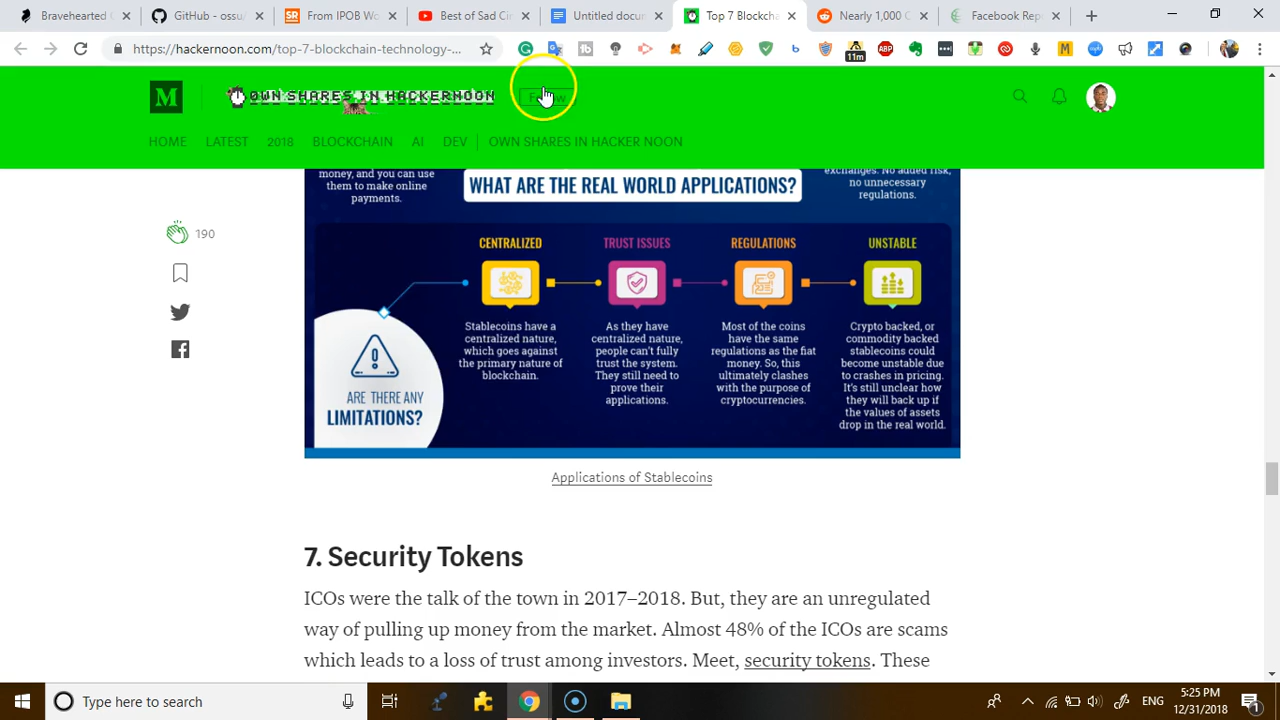 Bravehearted C
GitHub - ossu/
From IPOB Wo
Best of Sad Cin
Untitled docum
Top 7 Blockcha
Nearly 1,000 C
Facebook Repo
https://hackernoon.com/top-7-blockchain-technology-...
11m
M
OWN SHARES IN HACKERNOON
Follow
HOME LATEST 2018 BLOCKCHAIN AI DEV OWN SHARES IN HACKER NOON
money, and you can use
them to make online
payments.
WHAT ARE THE REAL WORLD APPLICATIONS?
exchanges. No added risk,
no unnecessary
regulations.
190
CENTRALIZED
Stablecoins have a
centralized nature,
which goes against
the primary nature of
blockchain.
TRUST ISSUES
As they have
centralized nature,
people can't fully
trust the system.
They still need to
prove their
applications.
REGULATIONS
Most of the coins
have the same
regulations as the fiat
money. So, this
ultimately clashes
with the purpose of
cryptocurrencies.
UNSTABLE
Crypto backed, or
commodity backed
stablecoins could
become unstable due
to crashes in pricing.
It's still unclear how
they will back up if
the values of assets
drop in the real world.
ARE THERE ANY
LIMITATIONS?
Applications of Stablecoins
7. Security Tokens
ICOs were the talk of the town in 2017–2018. But, they are an unregulated
way of pulling up money from the market. Almost 48% of the ICOs are scams
which leads to a loss of trust among investors. Meet, security tokens. These
Type here to search
ENG
5:25 PM
12/31/2018
1